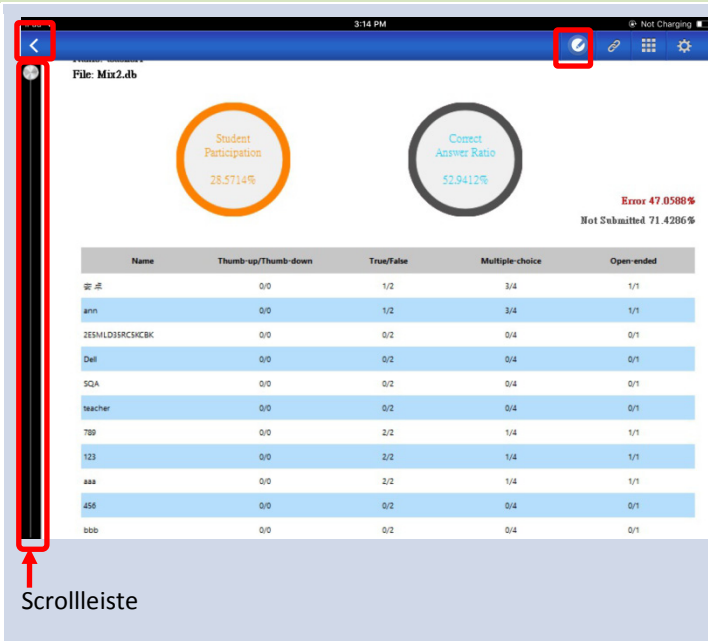 3:14 PM
Not Charging
File: Mix2.db
Student
Participation
28.5714%
Correct
Answer Ratio
52.9412%
Error 47.0588%
Not Submitted 71.4286%
Name Thumb-up/Thumb-down True/False Multiple-choice Open-ended
安卓 0/0 1/2 3/4 1/1
ann 0/0 1/2 3/4 1/1
2E5MLD35RC5KCBK 0/0 0/2 0/4 0/1
Dell 0/0 0/2 0/4 0/1
SQA 0/0 0/2 0/4 0/1
teacher 0/0 0/2 0/4 0/1
789 0/0 2/2 1/4 1/1
123 0/0 2/2 1/4 1/1
aaa 0/0 2/2 1/4 1/1
456 0/0 0/2 0/4 0/1
bbb 0/0 0/2 0/4 0/1
Scrollleiste